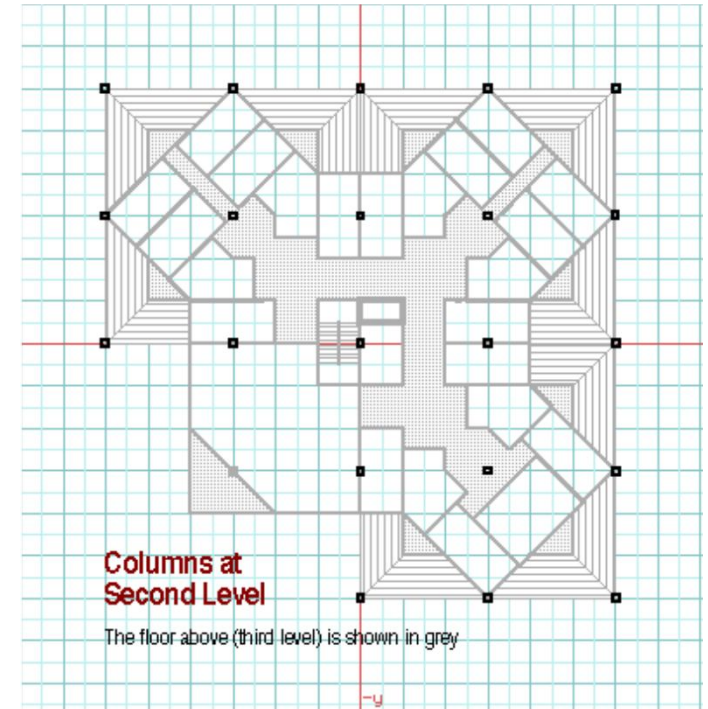 Columns at
Second Level
The floor above (third level) is shown in grey
-y